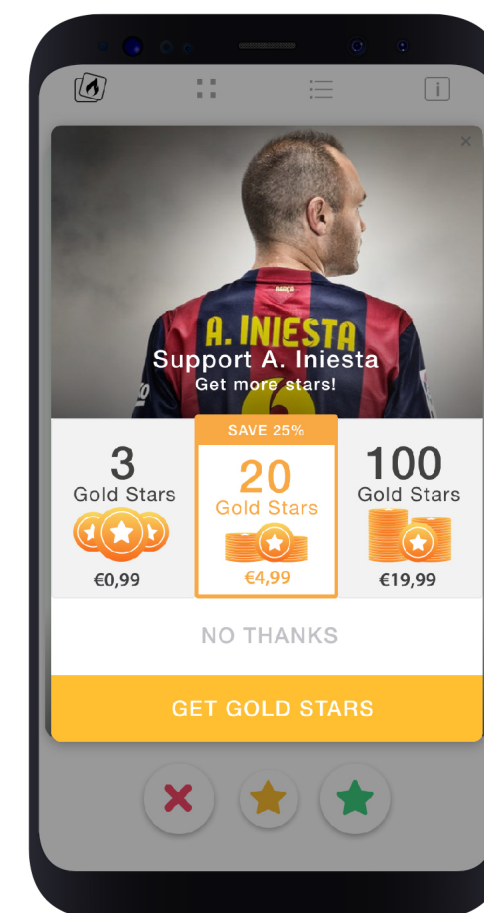 i
×
BARÇA
A. INIESTA
Support A. Iniesta
Get more stars!
SAVE 25%
3
Gold Stars
€0,99
20
Gold Stars
€4,99
100
Gold Stars
€19,99
NO THANKS
GET GOLD STARS